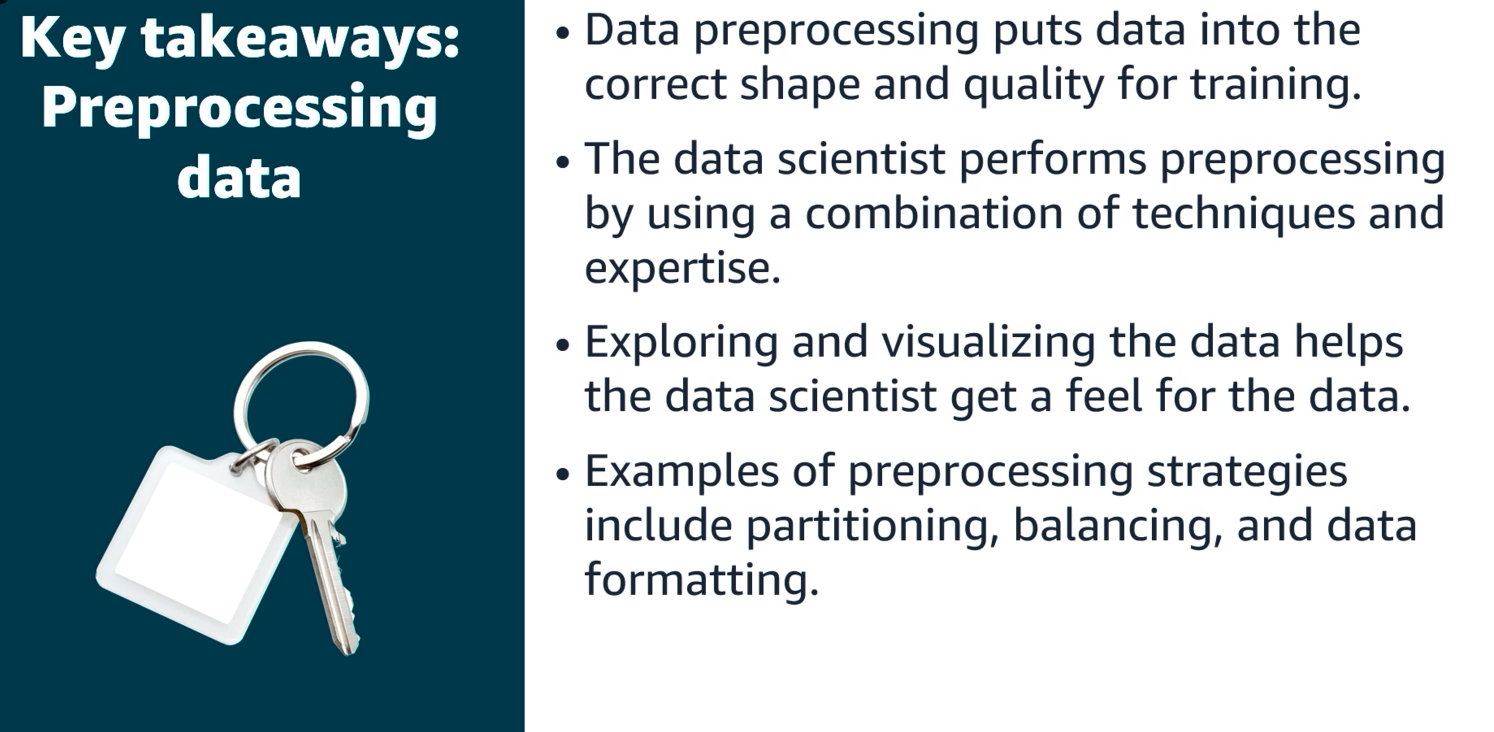 Key takeaways:
Preprocessing
data
• Data preprocessing puts data into the
correct shape and quality for training.
• The data scientist performs preprocessing
by using a combination of techniques and
expertise.
• Exploring and visualizing the data helps
the data scientist get a feel for the data.
• Examples of preprocessing strategies
include partitioning, balancing, and data
formatting.